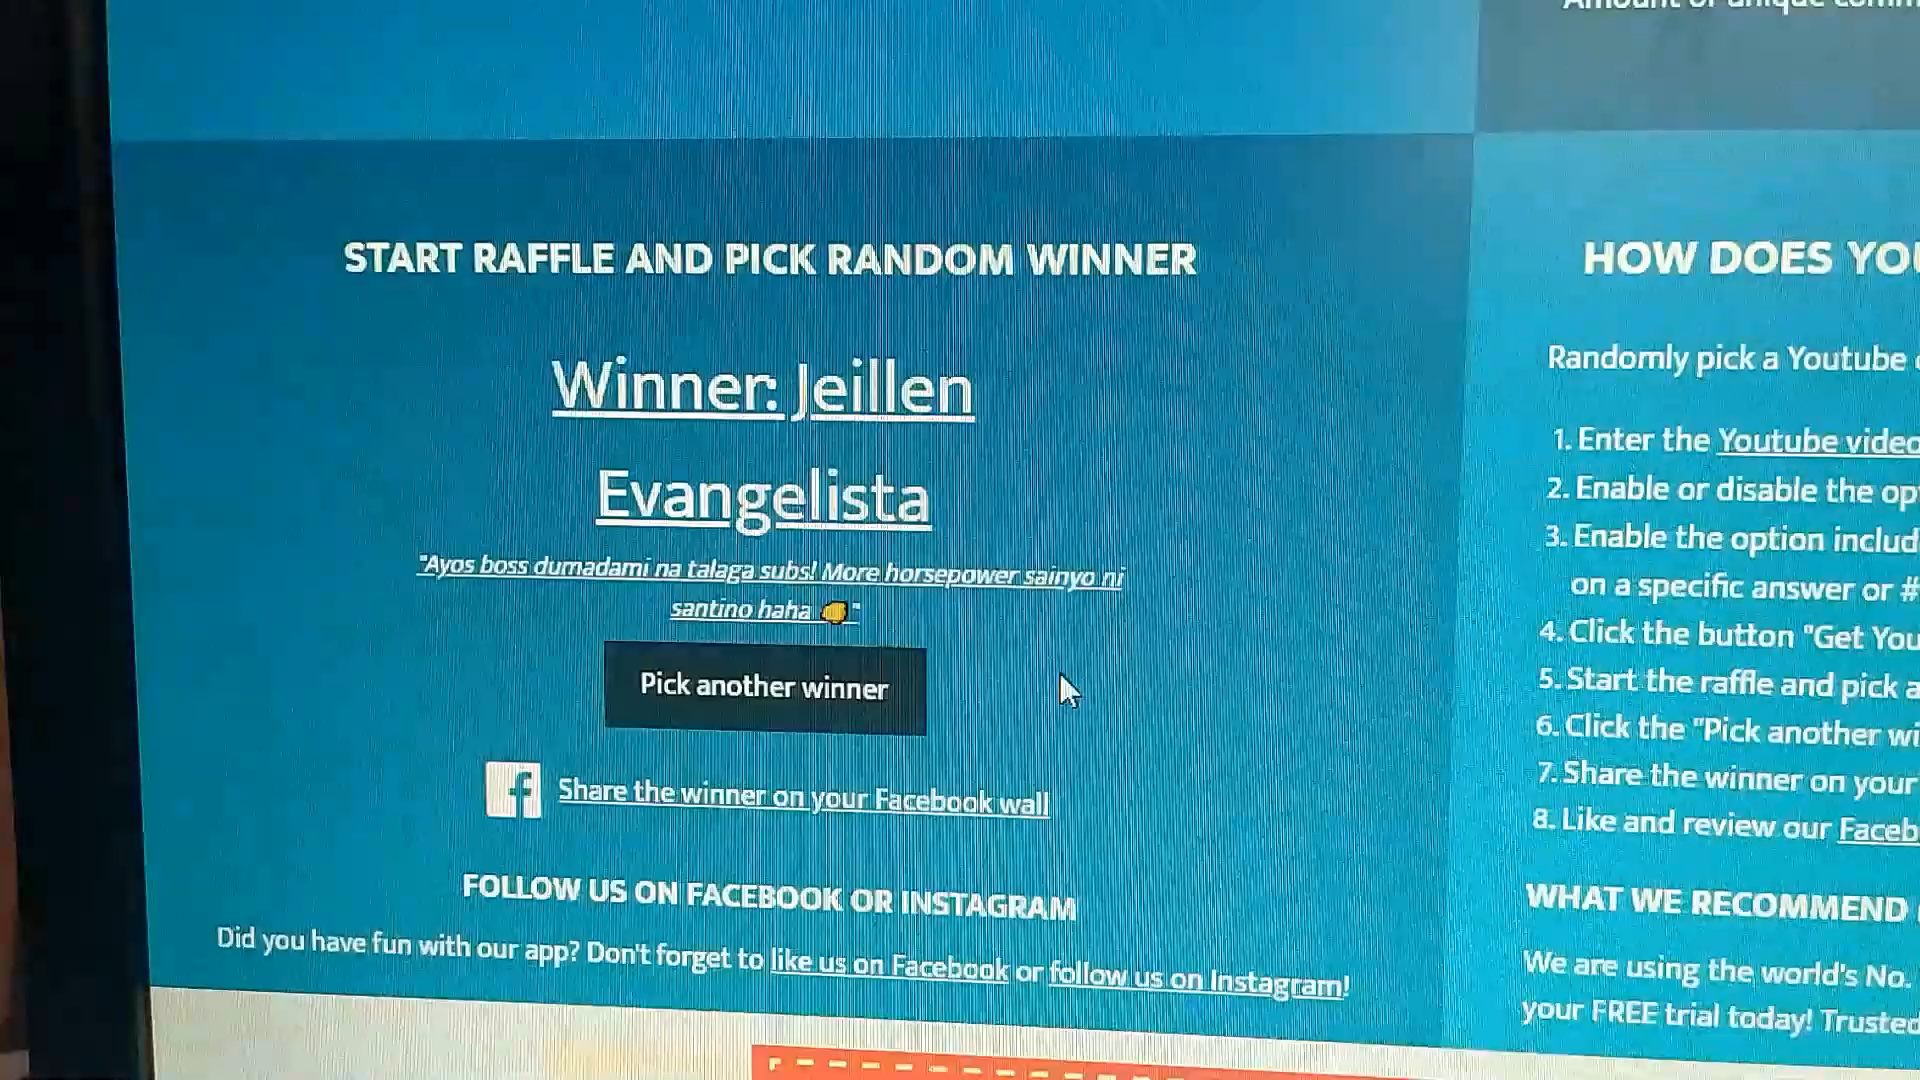 Amount of unique comm
START RAFFLE AND PICK RANDOM WINNER
Winner: Jeillen
Evangelista
"Ayos boss dumadami na talaga subs! More horsepower sainyo ni
santino haha 👊"
Pick another winner
Share the winner on your Facebook wall
FOLLOW US ON FACEBOOK OR INSTAGRAM
Did you have fun with our app? Don't forget to like us on Facebook or follow us on Instagram!
HOW DOES YOU
Randomly pick a Youtube
1. Enter the Youtube video
2. Enable or disable the op
3. Enable the option includ
on a specific answer or #
4. Click the button "Get You
5. Start the raffle and pick a
6. Click the "Pick another wi
7. Share the winner on your
8. Like and review our Faceb
WHAT WE RECOMMEND
We are using the world's No.
your FREE trial today! Trusted